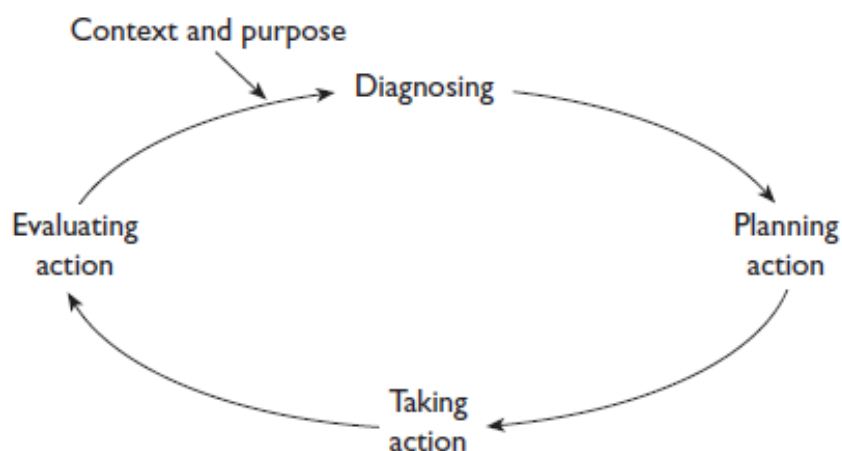 Context and purpose
Diagnosing
Evaluating
action
Planning
action
Taking
action